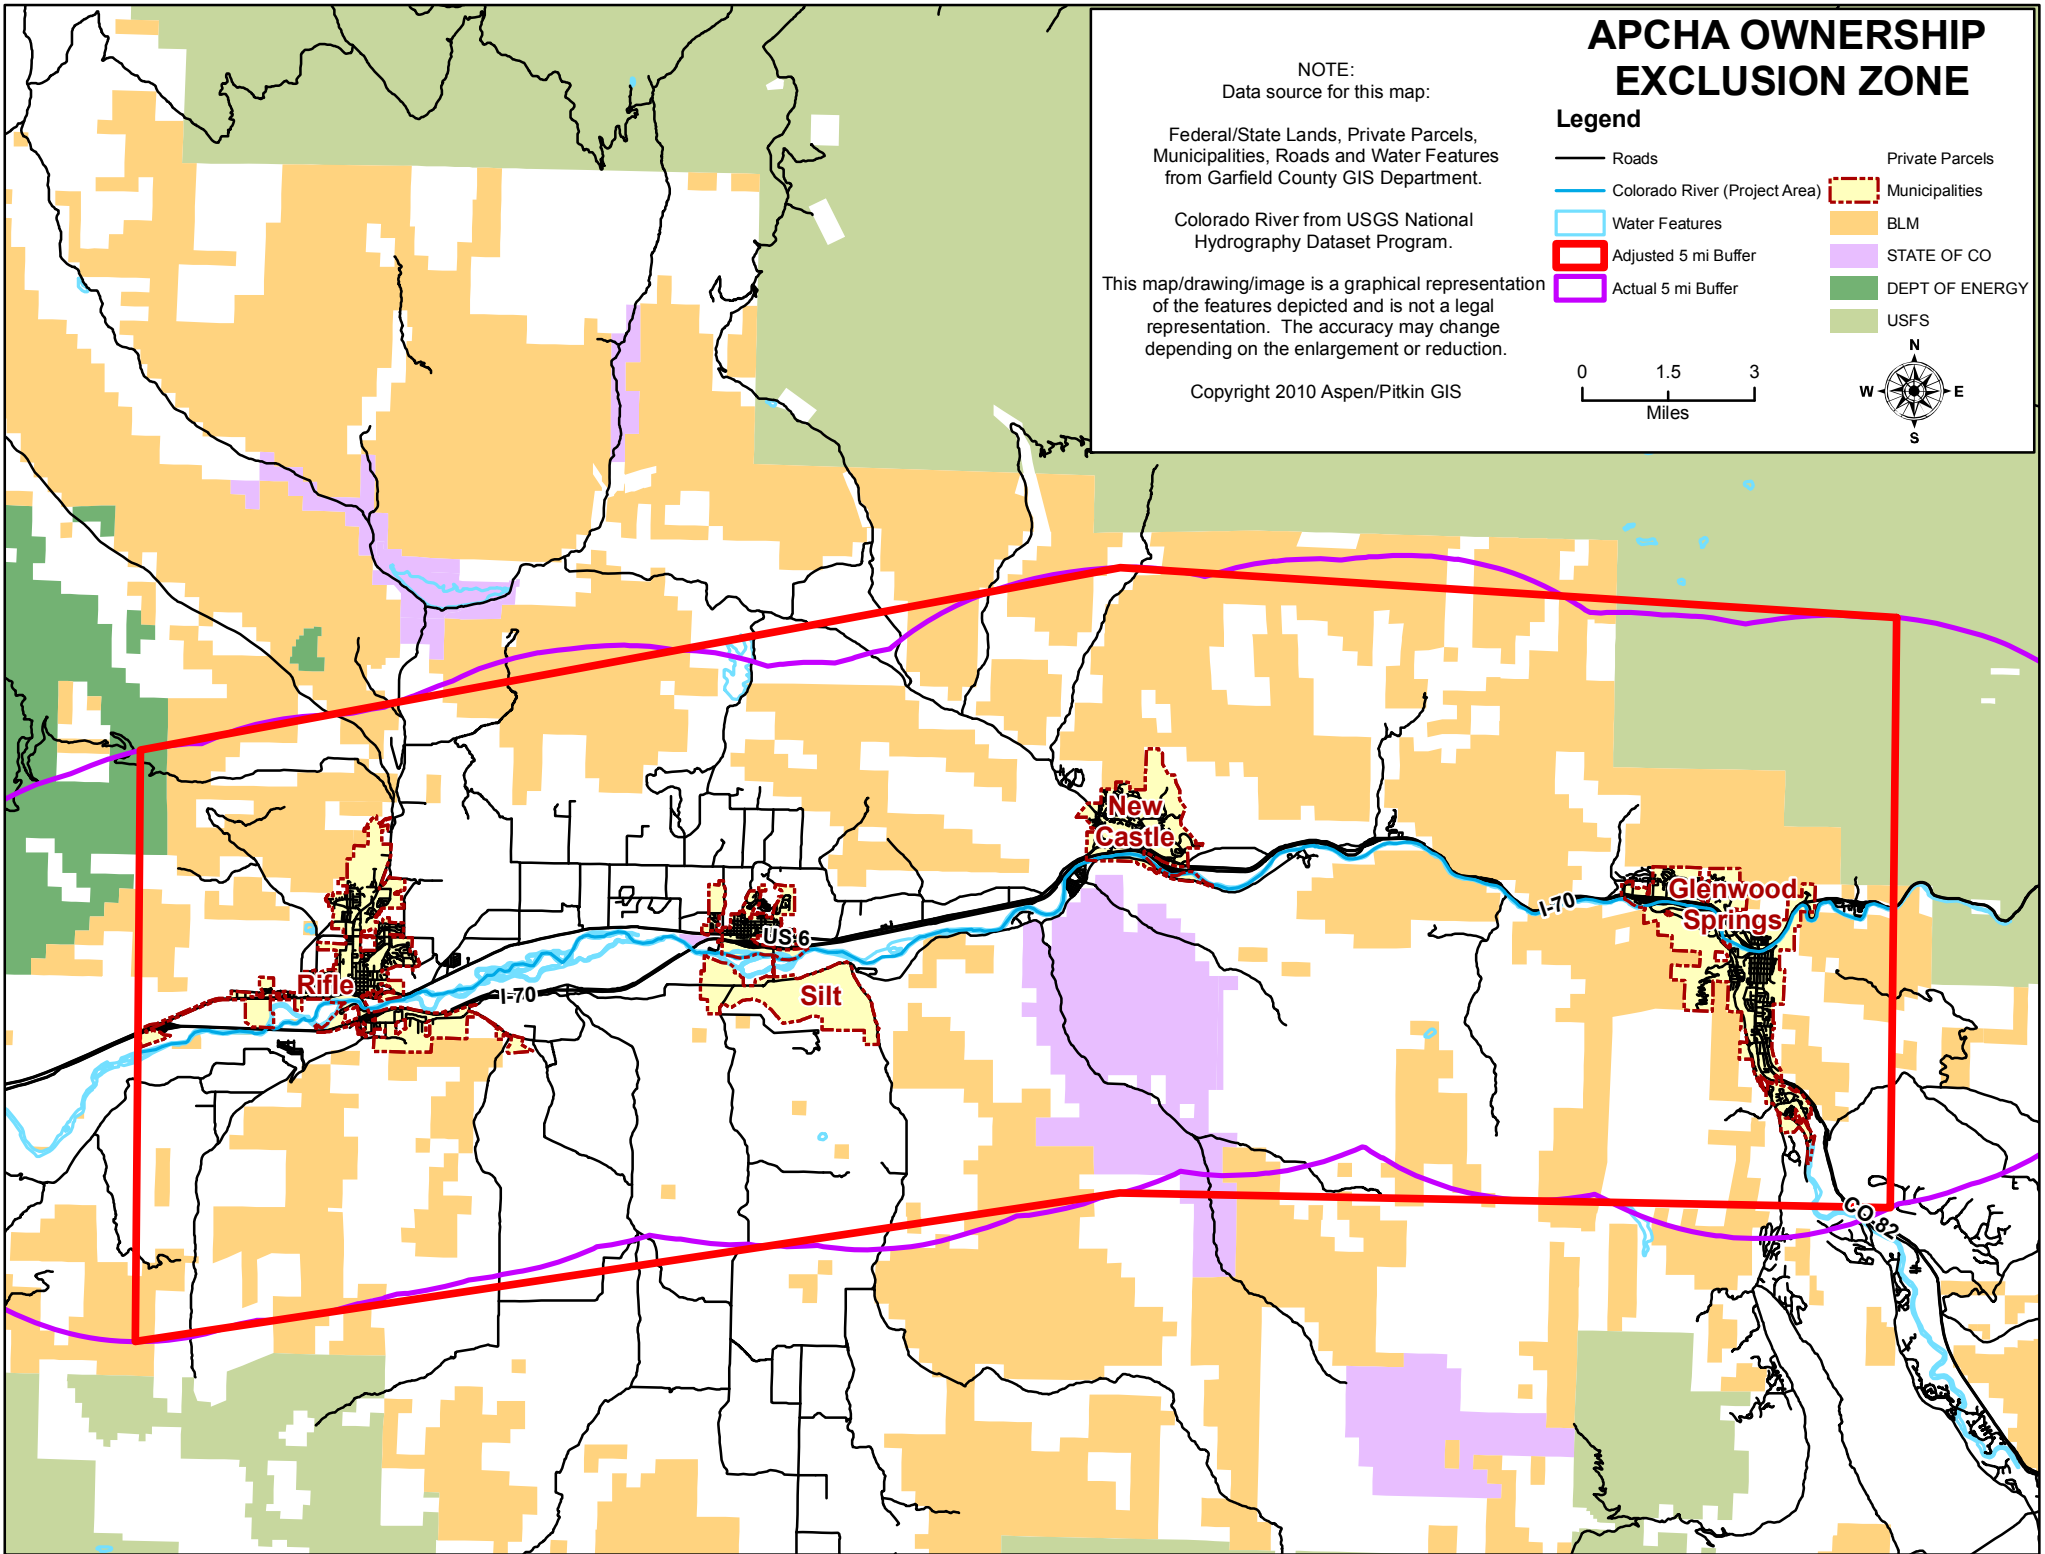 APCHA OWNERSHIP
EXCLUSION ZONE
NOTE:
Data source for this map:
Federal/State Lands, Private Parcels,
Municipalities, Roads and Water Features
from Garfield County GIS Department.
Colorado River from USGS National
Hydrography Dataset Program.
This map/drawing/image is a graphical representation
of the features depicted and is not a legal
representation. The accuracy may change
depending on the enlargement or reduction.
Copyright 2010 Aspen/Pitkin GIS
Legend
Roads
Colorado River (Project Area)
Water Features
Adjusted 5 mi Buffer
Actual 5 mi Buffer
Private Parcels
Municipalities
BLM
STATE OF CO
DEPT OF ENERGY
USFS
0 1.5 3
Miles
N
W E
S
New
Castle
Glenwood
Springs
I-70
US 6
Rifle
I-70
Silt
CO 82